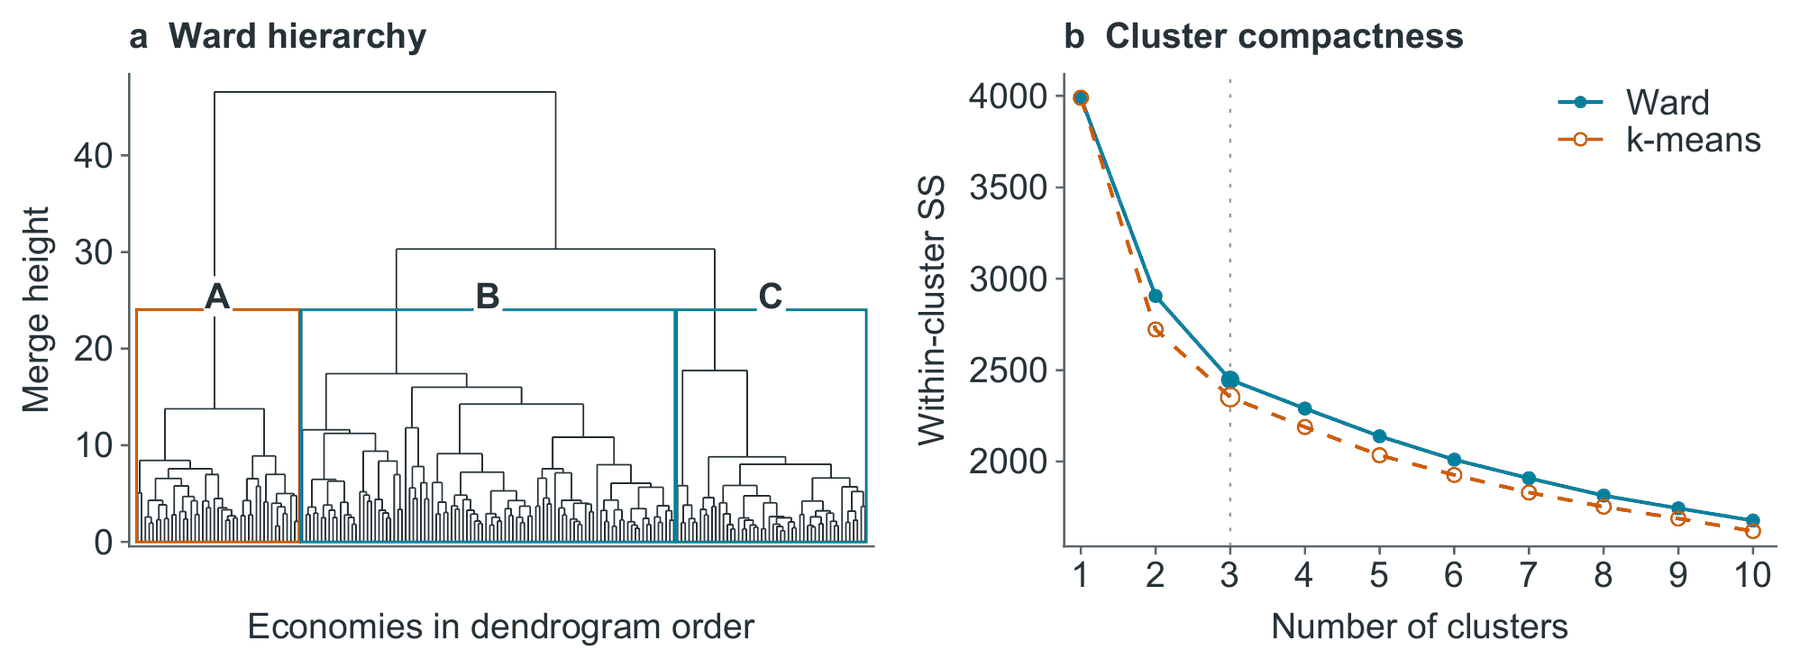 a Ward hierarchy
Merge height
40
30
20
10
0
A
B
C
Economies in dendrogram order
b Cluster compactness
Within-cluster SS
4000
3500
3000
2500
2000
Ward
k-means
1 2 3 4 5 6 7 8 9 10
Number of clusters